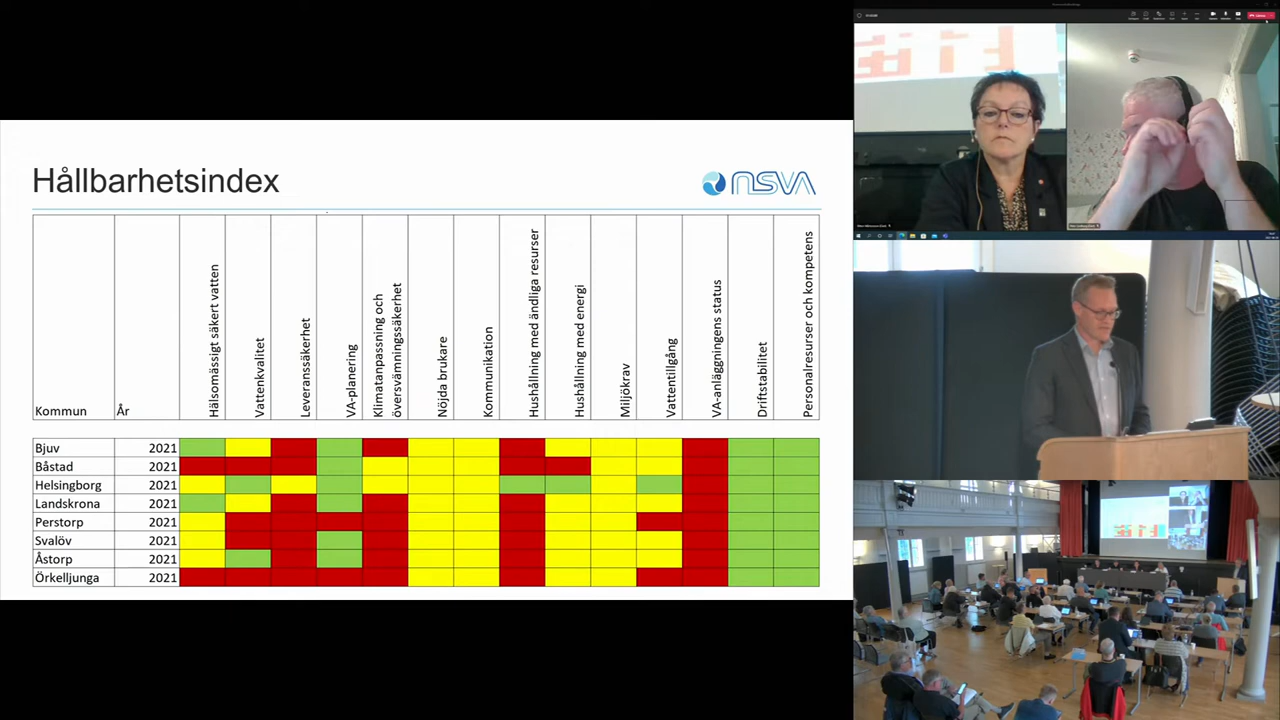 Hållbarhetsindex
NSVA
Kommun
År
Hälsomässigt säkert vatten
Vattenkvalitet
Leveranssäkerhet
VA-planering
Klimatanpassning och
översvämningssäkerhet
Nöjda brukare
Kommunikation
Hushållning med ändliga resurser
Hushållning med energi
Miljökrav
Vattentillgång
VA-anläggningens status
Driftstabilitet
Personalresurser och kompetens
Bjuv 2021
Båstad 2021
Helsingborg 2021
Landskrona 2021
Perstorp 2021
Svalöv 2021
Åstorp 2021
Örkelljunga 2021